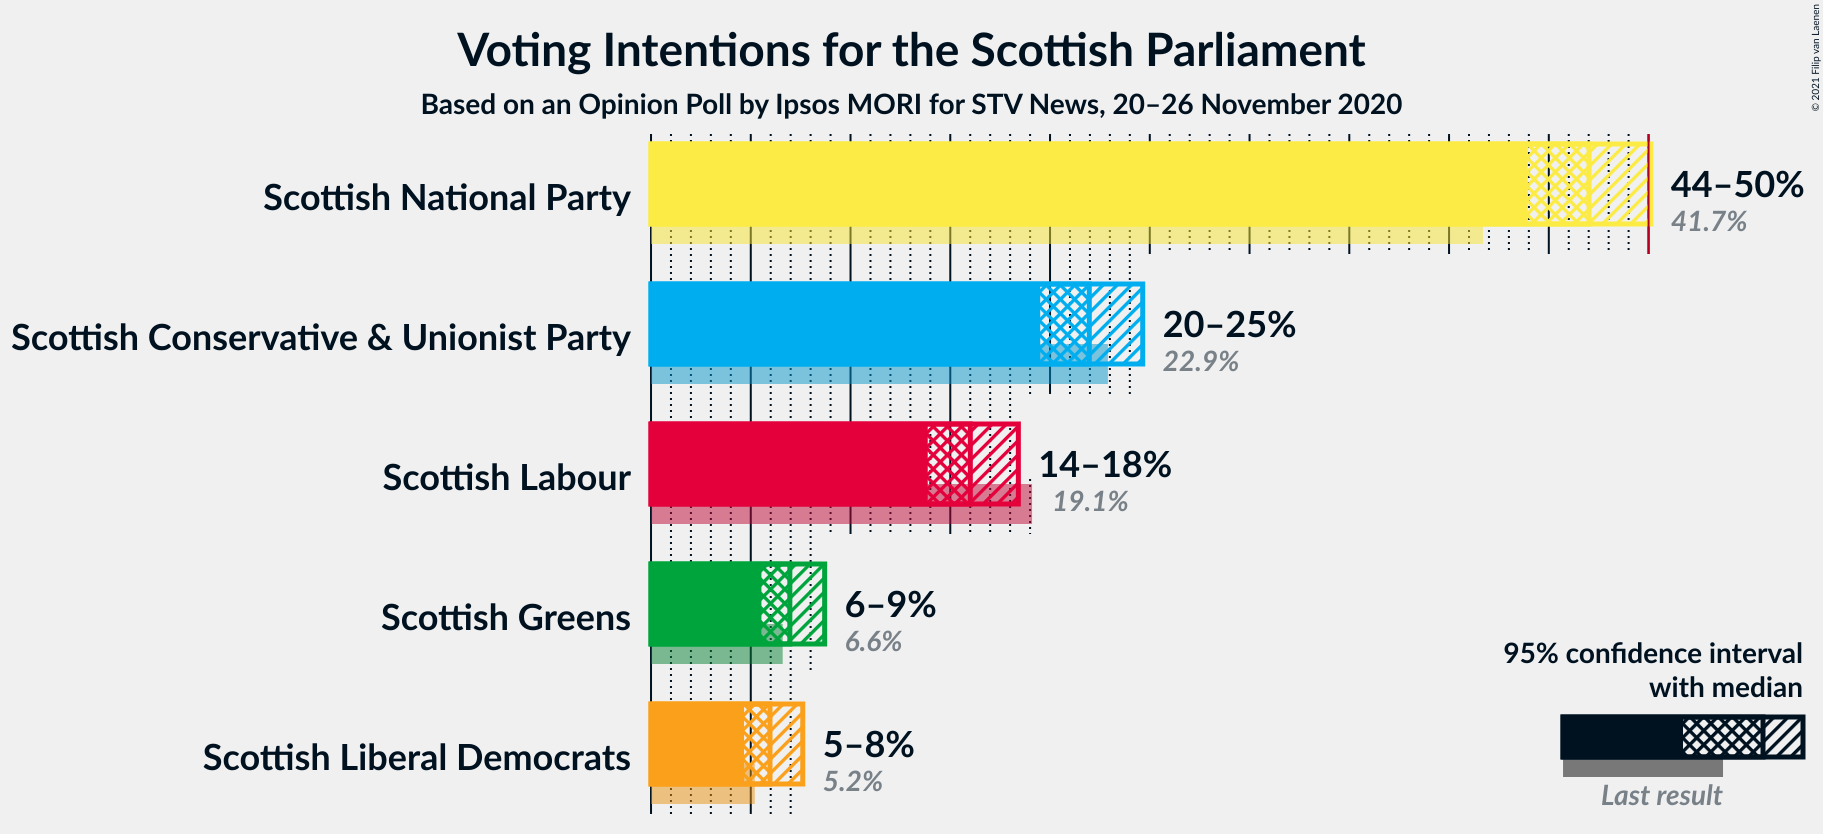 Voting Intentions for the Scottish Parliament
Based on an Opinion Poll by Ipsos MORI for STV News, 20–26 November 2020
© 2021 Filip van Laenen
Scottish National Party
44–50%
41.7%
Scottish Conservative & Unionist Party
20–25%
22.9%
Scottish Labour
14–18%
19.1%
Scottish Greens
6–9%
6.6%
Scottish Liberal Democrats
5–8%
5.2%
95% confidence interval
with median
Last result